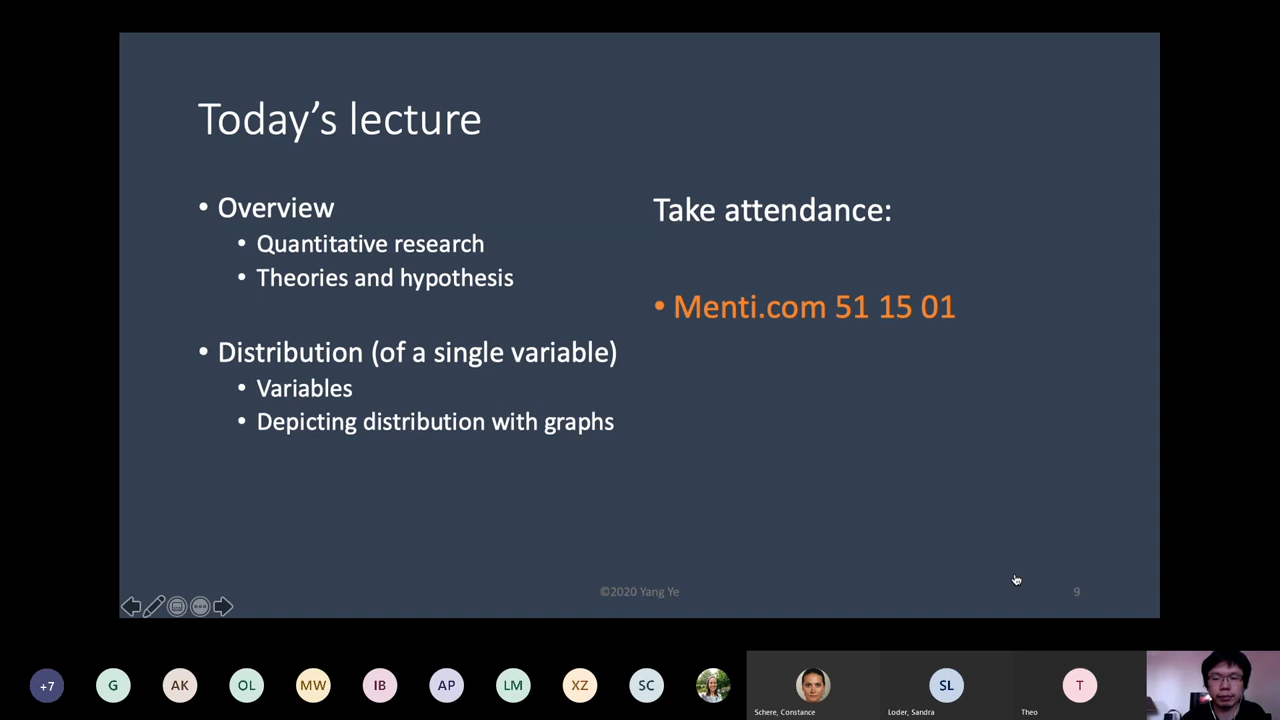 Today's lecture
• Overview
• Quantitative research
• Theories and hypothesis
• Distribution (of a single variable)
• Variables
• Depicting distribution with graphs
Take attendance:
• Menti.com 51 15 01
©2020 Yang Ye
9
+7
G
AK
OL
MW
IB
AP
LM
XZ
SC
Schere, Constance
SL
Loder, Sandra
T
Theo